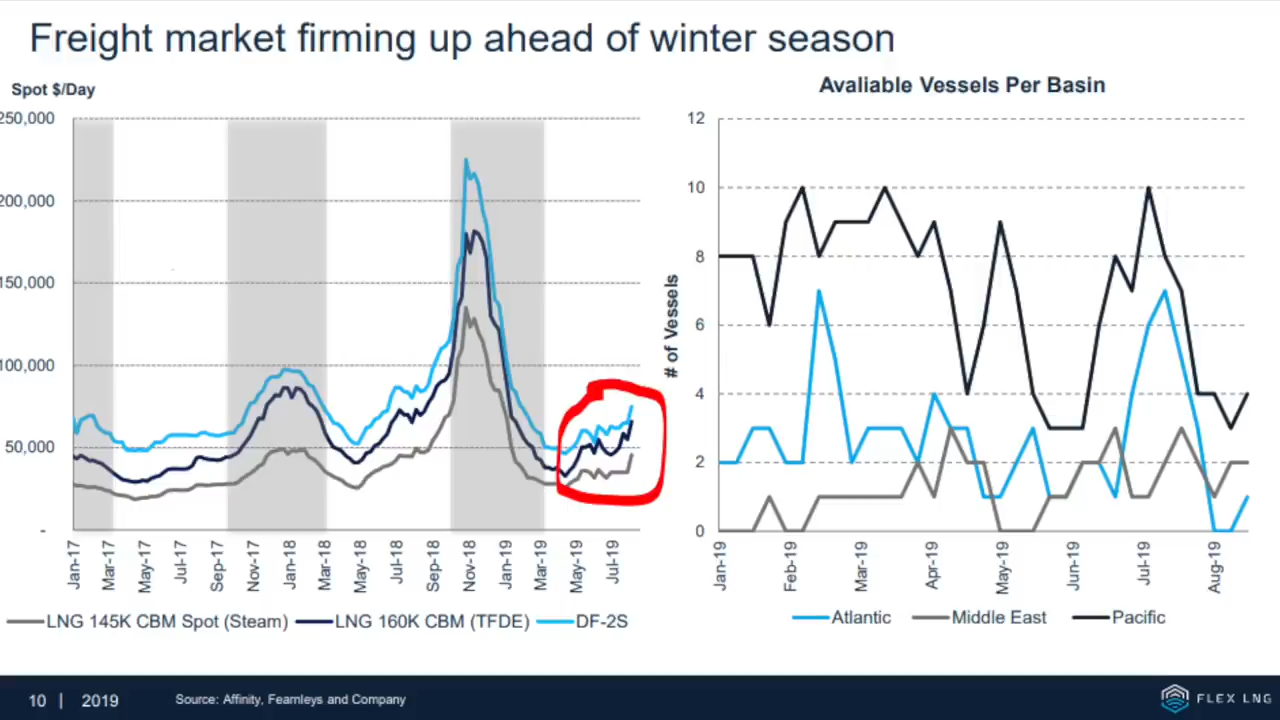 Freight market firming up ahead of winter season
Spot $/Day
250,000
200,000
150,000
100,000
50,000
-
Jan-17
Mar-17
May-17
Jul-17
Sep-17
Nov-17
Jan-18
Mar-18
May-18
Jul-18
Sep-18
Nov-18
Jan-19
Mar-19
May-19
Jul-19
LNG 145K CBM Spot (Steam)
LNG 160K CBM (TFDE)
DF-2S
Avaliable Vessels Per Basin
# of Vessels
12
10
8
6
4
2
0
Jan-19
Feb-19
Mar-19
Apr-19
May-19
Jun-19
Jul-19
Aug-19
Atlantic
Middle East
Pacific
10 | 2019
Source: Affinity, Fearnleys and Company
FLEX LNG